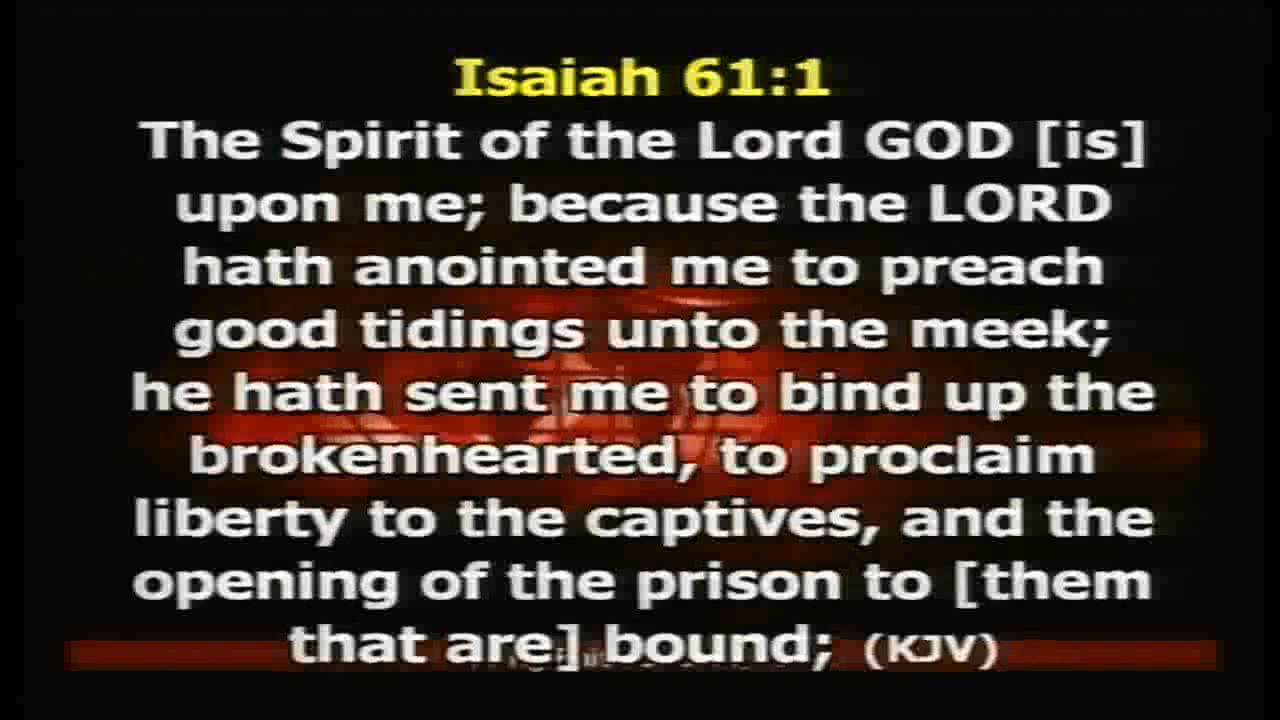 Isaiah 61:1
The Spirit of the Lord GOD [is]
upon me; because the LORD
hath anointed me to preach
good tidings unto the meek;
he hath sent me to bind up the
brokenhearted, to proclaim
liberty to the captives, and the
opening of the prison to [them
that are] bound; (KJV)